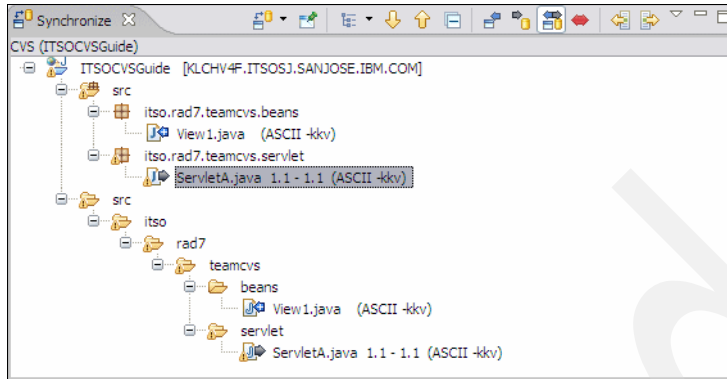 Synchronize
CVS (ITSOCVSGuide)
ITSOCVSGuide [KLCHV4F.ITSOSJ.SANJOSE.IBM.COM]
src
itso.rad7.teamcvs.beans
View1.java (ASCII -kkv)
itso.rad7.teamcvs.servlet
ServletA.java 1.1 - 1.1 (ASCII -kkv)
src
itso
rad7
teamcvs
beans
View1.java (ASCII -kkv)
servlet
ServletA.java 1.1 - 1.1 (ASCII -kkv)